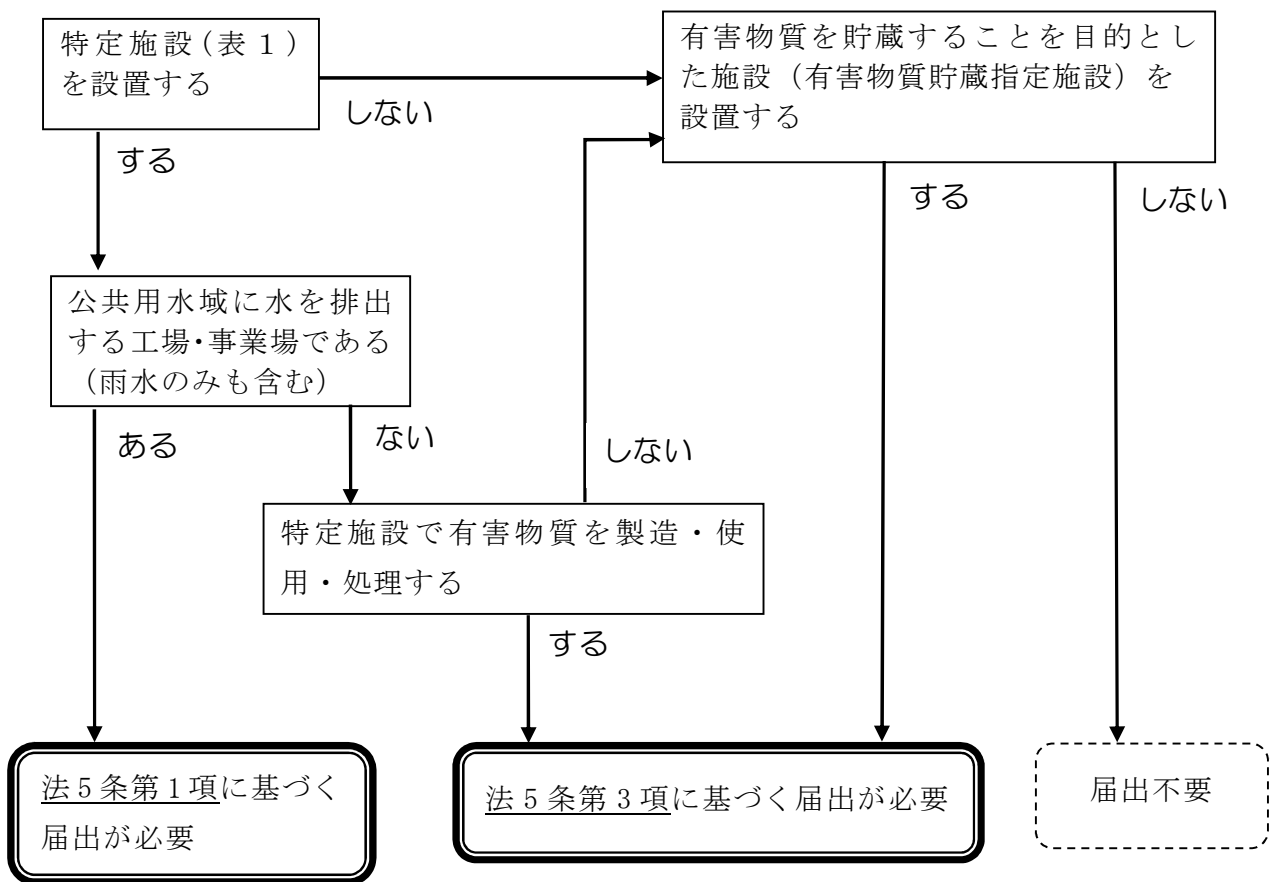 特定施設(表1)
を設置する
しない
する
有害物質を貯蔵することを目的とし
た施設(有害物質貯蔵指定施設)を
設置する
する
しない
公共用水域に水を排出
する工場・事業場である
(雨水のみも含む)
ある
ない
しない
特定施設で有害物質を製造・使
用・処理する
する
法5条第1項に基づく
届出が必要
法5条第3項に基づく届出が必要
届出不要